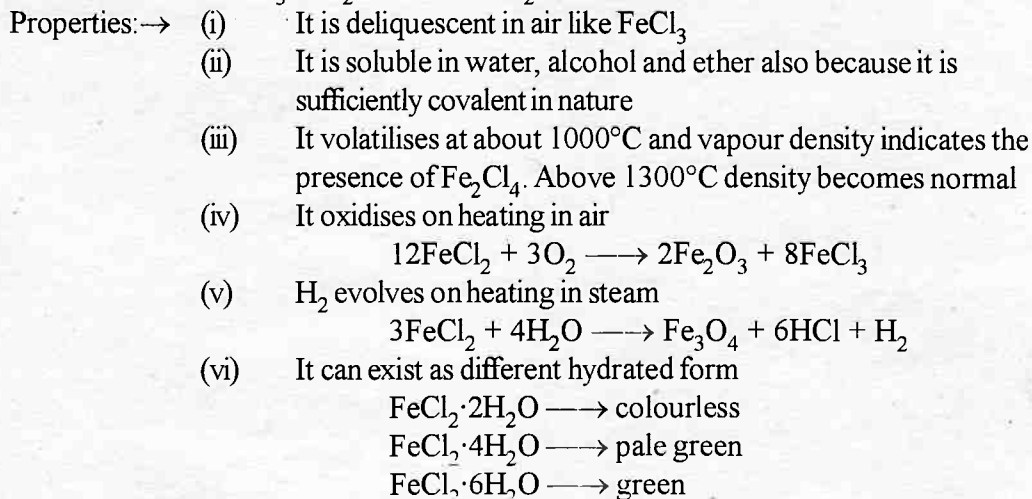 Properties:→ (i) It is deliquescent in air like FeCl₃
(ii) It is soluble in water, alcohol and ether also because it is
sufficiently covalent in nature
(iii) It volatilises at about 1000°C and vapour density indicates the
presence of Fe₂Cl₄. Above 1300°C density becomes normal
(iv) It oxidises on heating in air
12FeCl₂ + 3O₂ ⟶ 2Fe₂O₃ + 8FeCl₃
(v) H₂ evolves on heating in steam
3FeCl₂ + 4H₂O ⟶ Fe₃O₄ + 6HCl + H₂
(vi) It can exist as different hydrated form
FeCl₂·2H₂O ⟶ colourless
FeCl₂·4H₂O ⟶ pale green
FeCl₂·6H₂O ⟶ green